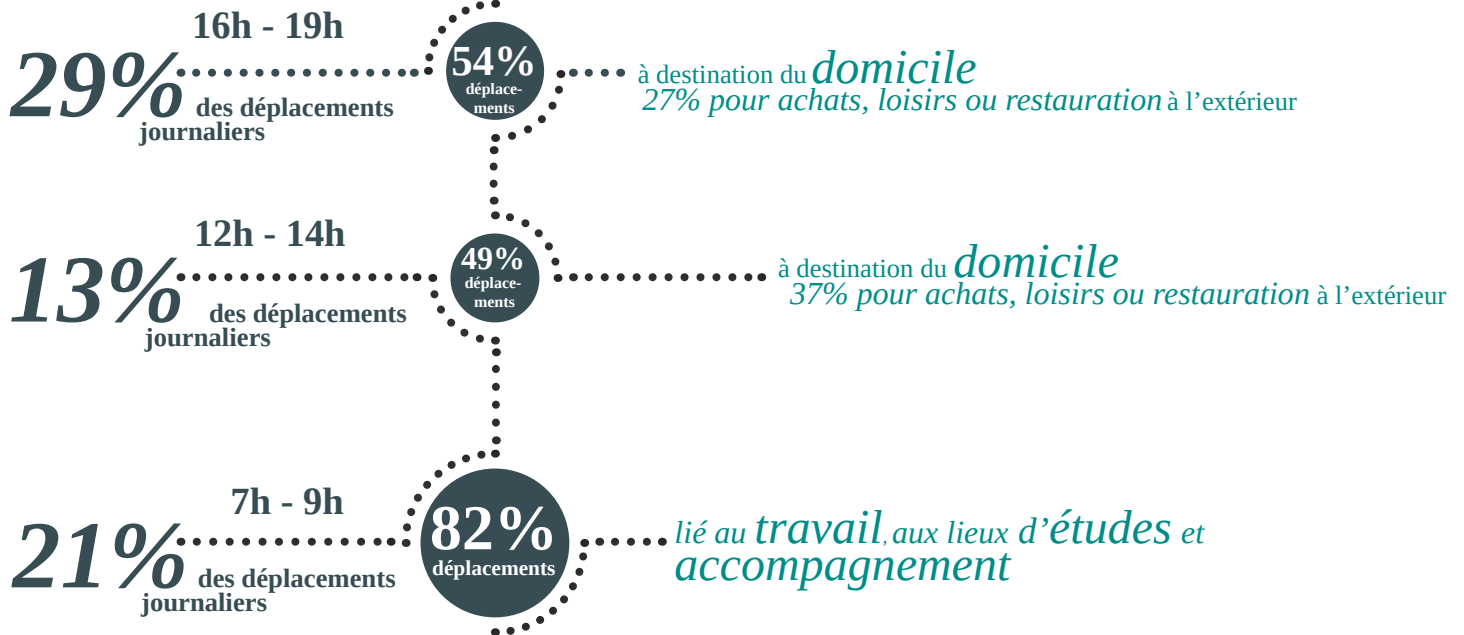 16h - 19h
29%
des déplacements
journaliers
54%
déplace-
ments
à destination du domicile
27% pour achats, loisirs ou restauration à l’extérieur
12h - 14h
13%
des déplacements
journaliers
49%
déplace-
ments
à destination du domicile
37% pour achats, loisirs ou restauration à l’extérieur
7h - 9h
21%
des déplacements
journaliers
82%
déplacements
lié au travail, aux lieux d’études et
accompagnement